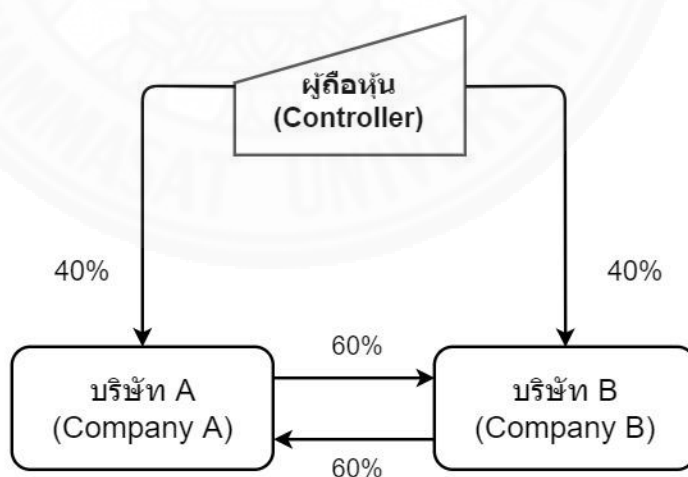 ผู้ถือหุ้น
(Controller)
40%
40%
60%
บริษัท A
(Company A)
บริษัท B
(Company B)
60%